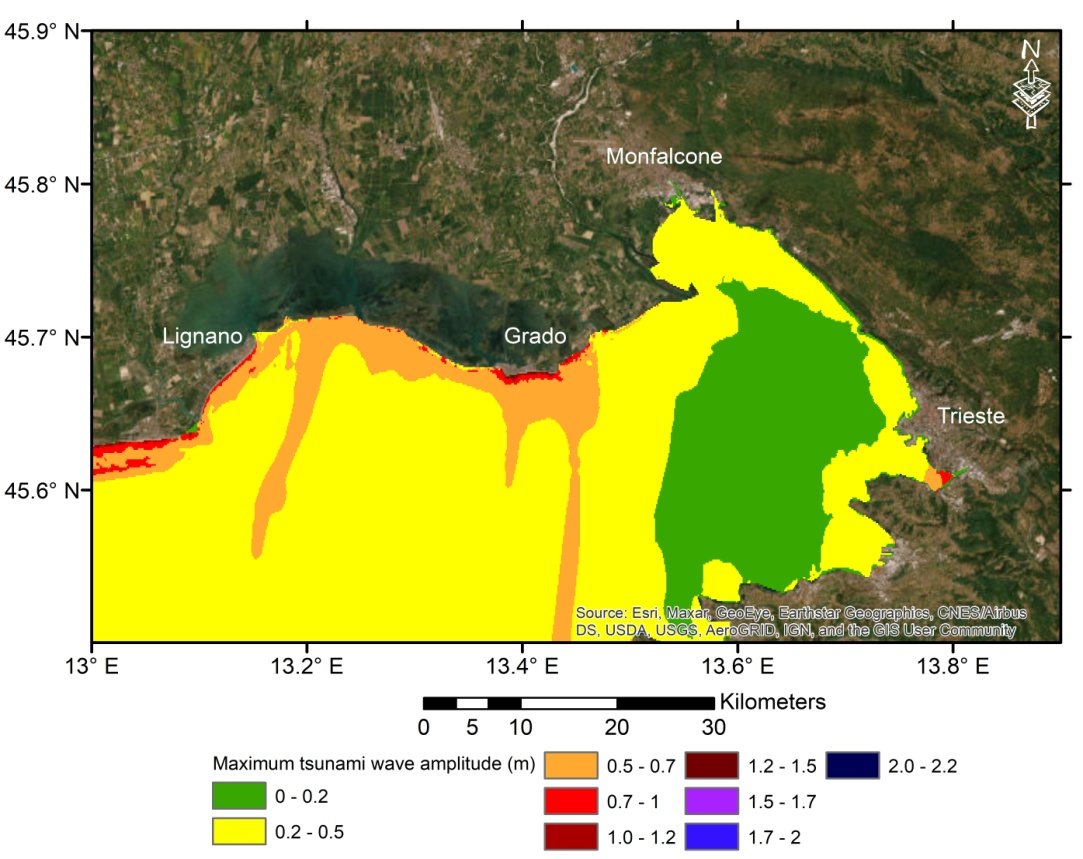 45.9° N
N
Monfalcone
45.8° N
Lignano
Grado
45.7° N
Trieste
45.6° N
Source: Esri, Maxar, GeoEye, Earthstar Geographics, CNES/Airbus
DS, USDA, USGS, AeroGRID, IGN, and the GIS User Community
13° E 13.2° E 13.4° E 13.6° E 13.8° E
Kilometers
0 5 10 20 30
Maximum tsunami wave amplitude (m)
0 - 0.2
0.2 - 0.5
0.5 - 0.7
0.7 - 1
1.0 - 1.2
1.2 - 1.5
1.5 - 1.7
1.7 - 2
2.0 - 2.2